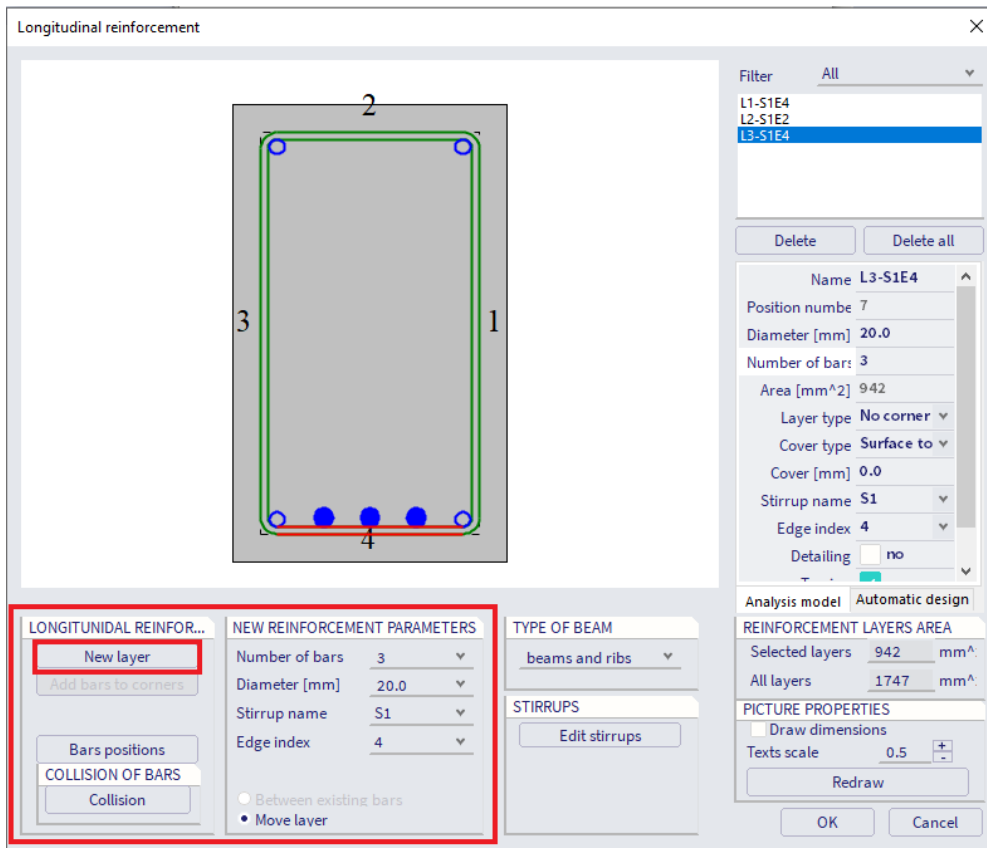 Longitudinal reinforcement
2
3
1
4
Filter All
L1-S1E4
L2-S1E2
L3-S1E4
Delete Delete all
Name L3-S1E4
Position numbe 7
Diameter [mm] 20.0
Number of bars 3
Area [mm^2] 942
Layer type No corner
Cover type Surface to
Cover [mm] 0.0
Stirrup name S1
Edge index 4
Detailing no
Analysis model Automatic design
LONGITUNIDAL REINFOR...
New layer
Add bars to corners
Bars positions
COLLISION OF BARS
Collision
NEW REINFORCEMENT PARAMETERS
Number of bars 3
Diameter [mm] 20.0
Stirrup name S1
Edge index 4
Between existing bars
Move layer
TYPE OF BEAM
beams and ribs
STIRRUPS
Edit stirrups
REINFORCEMENT LAYERS AREA
Selected layers 942 mm^
All layers 1747 mm^
PICTURE PROPERTIES
Draw dimensions
Texts scale 0.5 + -
Redraw
OK Cancel